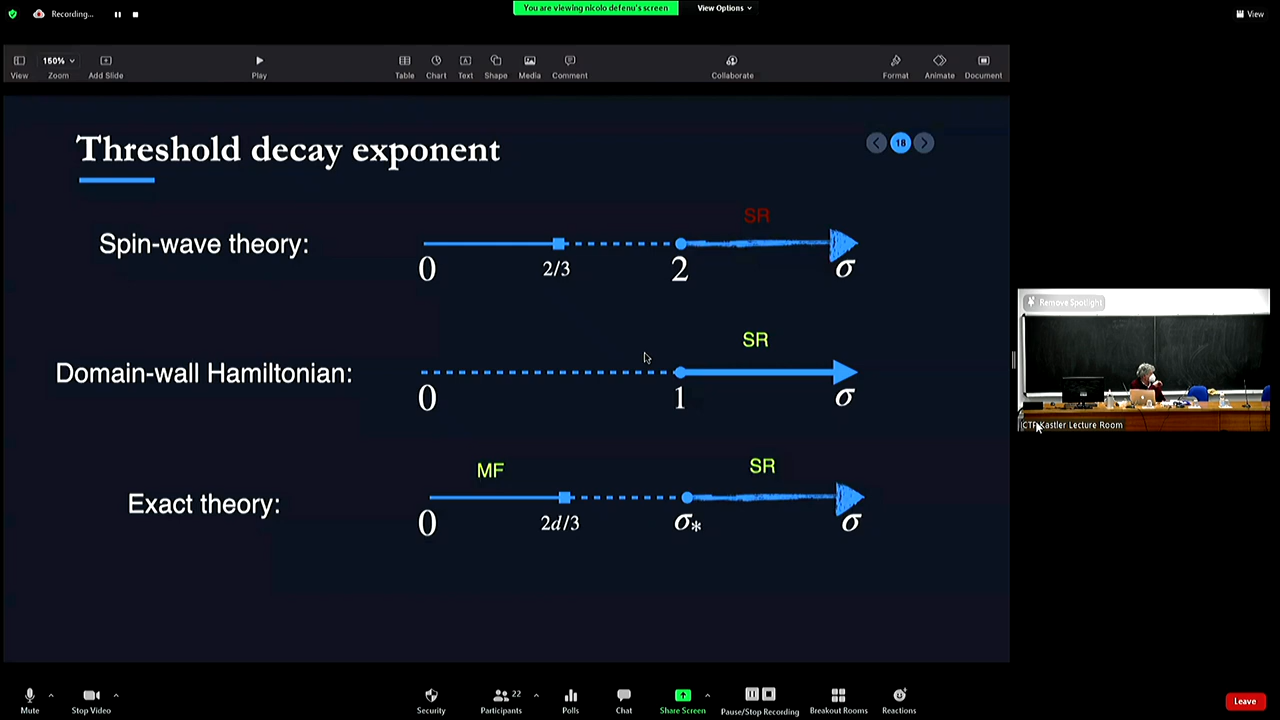 Recording...
You are viewing nicolo defenu's screen
View Options
View
150%
View
Zoom
Add Slide
Play
Table
Chart
Text
Shape
Media
Comment
Collaborate
Format
Animate
Document
Threshold decay exponent
18
SR
Spin-wave theory:
0
2/3
2
σ
SR
Domain-wall Hamiltonian:
0
1
σ
MF
SR
Exact theory:
0
2d/3
σ*
σ
Remove Spotlight
Kastler Lecture Room
Mute
Stop Video
Security
22
Participants
Polls
Chat
Share Screen
Pause/Stop Recording
Breakout Rooms
Reactions
Leave